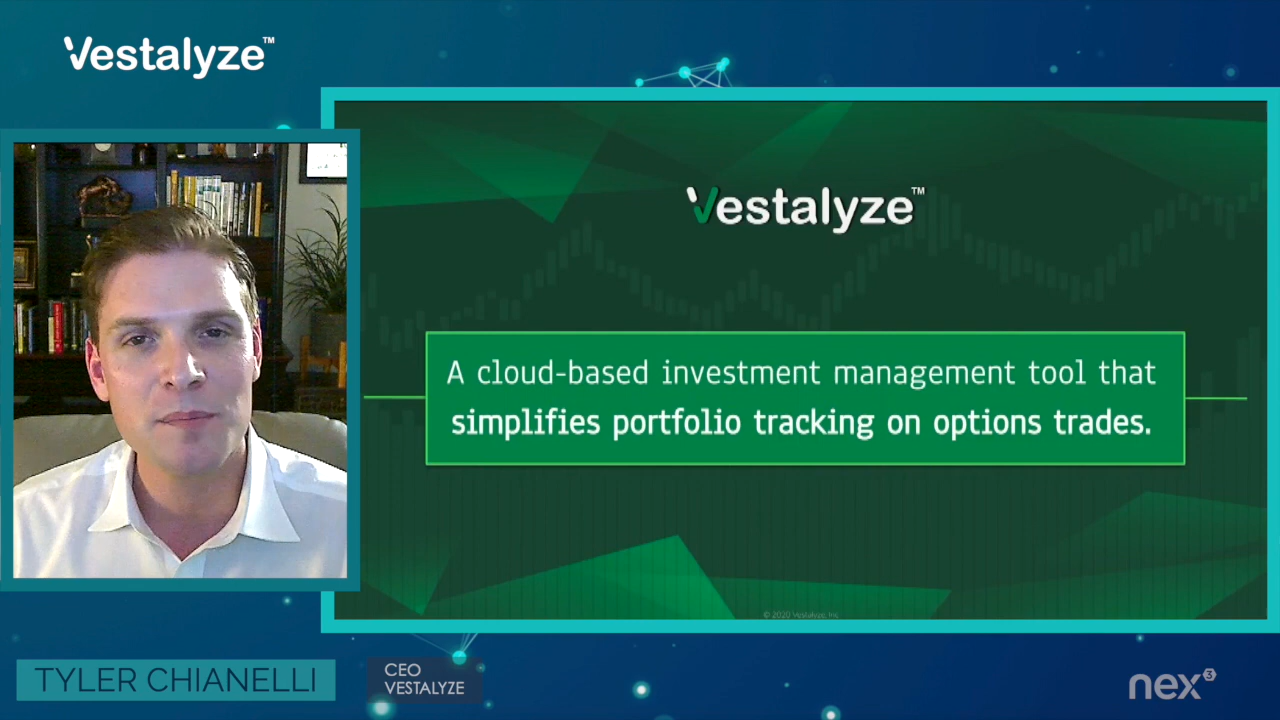 Vestalyze™
Vestalyze™
A cloud-based investment management tool that
simplifies portfolio tracking on options trades.
© 2020 Vestalyze, Inc
TYLER CHIANELLI
CEO
VESTALYZE
nex3